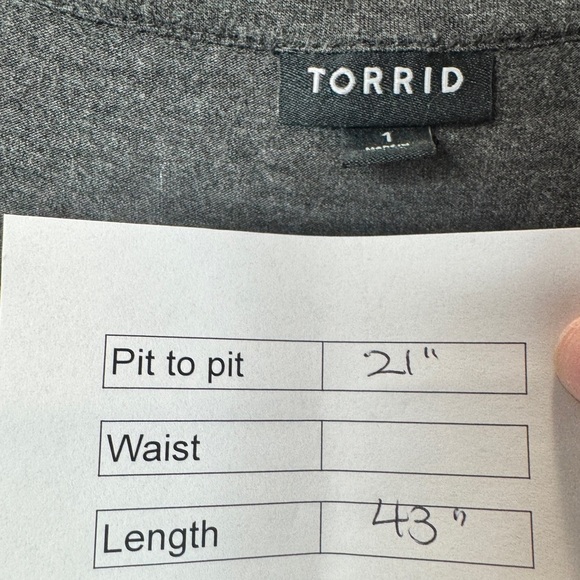 TORRID
1
Pit to pit 21"
Waist
Length 43"